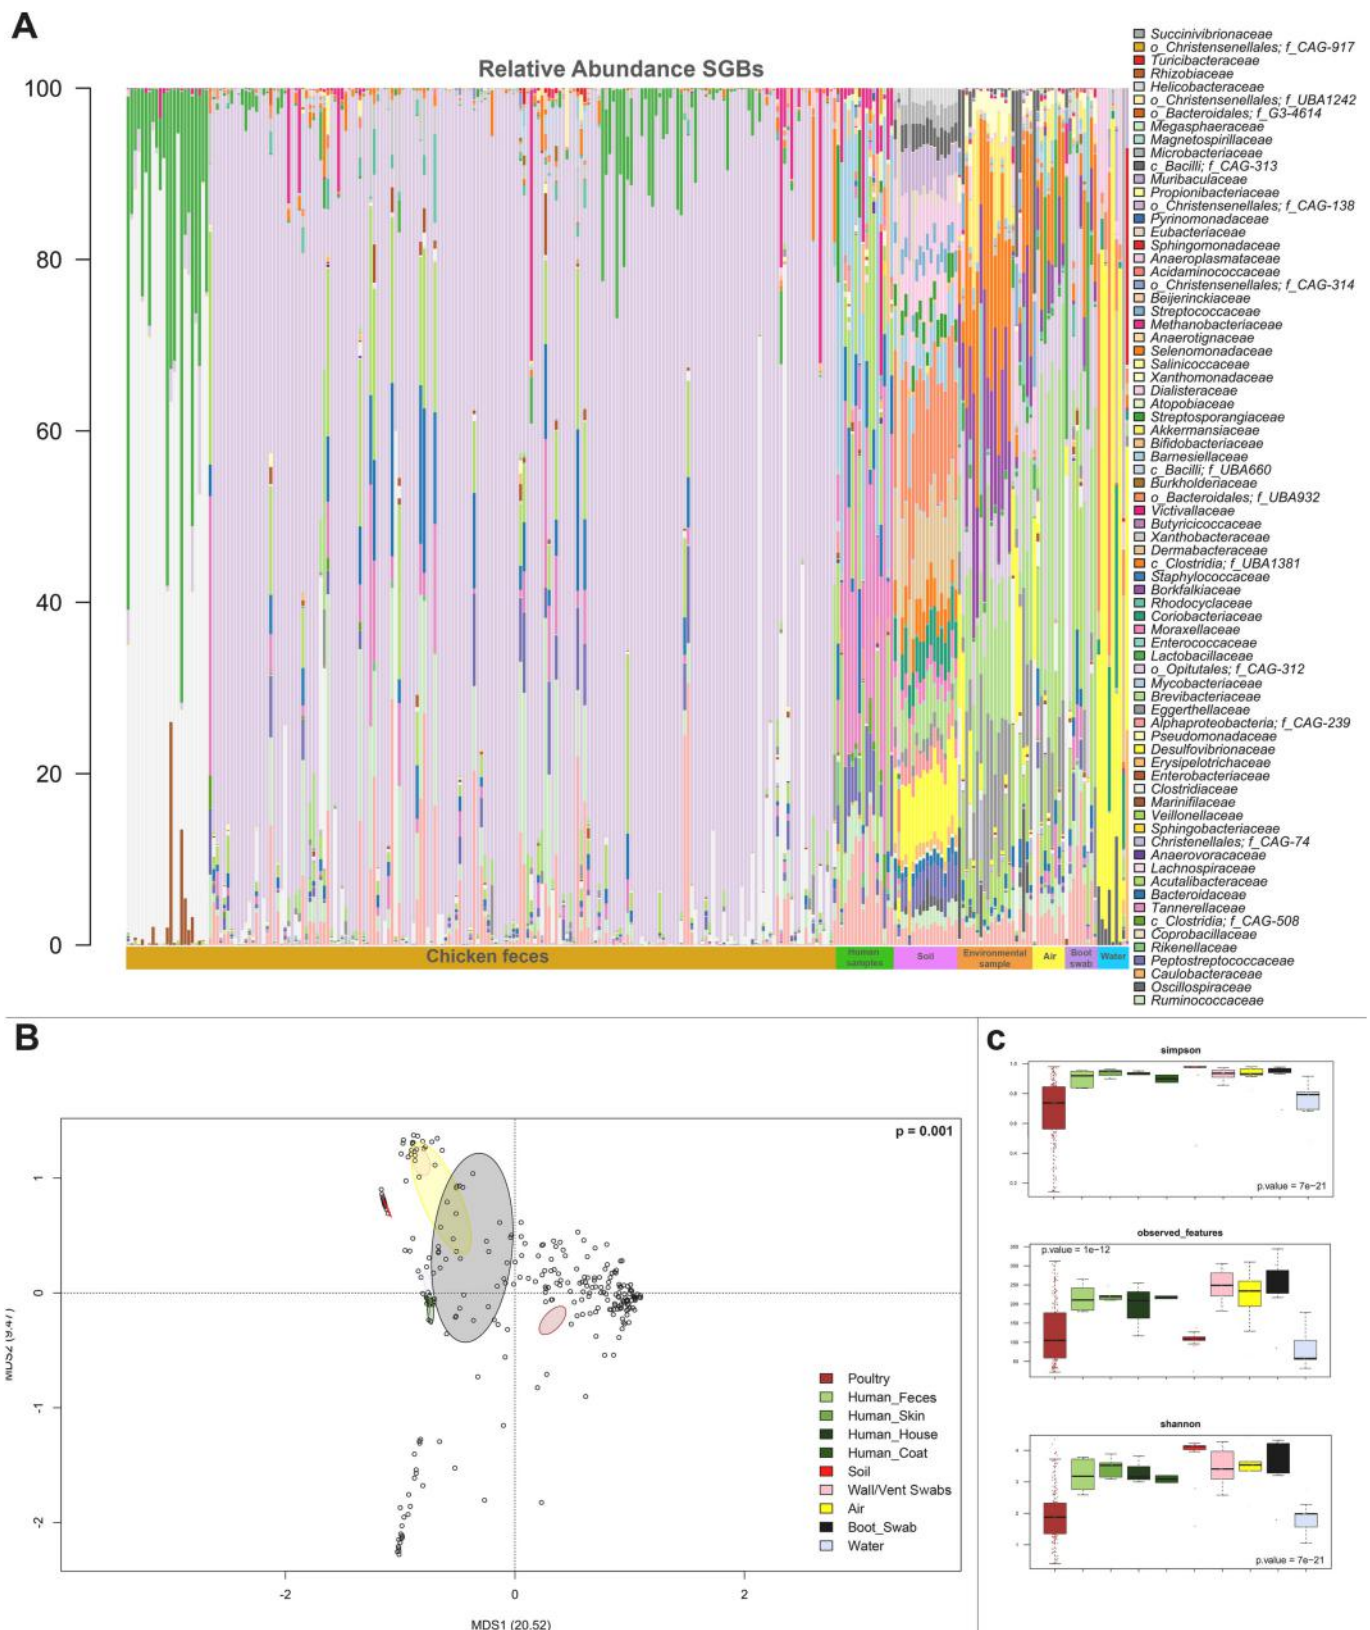 A
Relative Abundance SGBs
100
80
60
40
20
0
Chicken feces
Human samples
Soil
Environmental sample
Air
Boot swab
Water
Succinivibrionaceae
o_Christensenellales; f_CAG-917
Turicibacteraceae
Rhizobiaceae
Helicobacteraceae
o_Christensenellales; f_UBA1242
o_Bacteroidales; f_G3-4614
Megasphaeraceae
Magnetospirillaceae
Microbacteriaceae
c_Bacilli; f_CAG-313
Muribaculaceae
Propionibacteriaceae
o_Christensenellales; f_CAG-138
Pyrinomonadaceae
Eubacteriaceae
Sphingomonadaceae
Anaeroplasmataceae
Acidaminococcaceae
o_Christensenellales; f_CAG-314
Beijerinckiaceae
Streptococcaceae
Methanobacteriaceae
Anaerotignaceae
Selenomonadaceae
Salinicoccaceae
Xanthomonadaceae
Dialisteraceae
Atopobiaceae
Streptosporangiaceae
Akkermansiaceae
Bifidobacteriaceae
Barnesiellaceae
c_Bacilli; f_UBA660
Burkholdenaceae
o_Bacteroidales; f_UBA932
Victivallaceae
Butyricicoccaceae
Xanthobacteraceae
Dermabacteraceae
c_Clostridia; f_UBA1381
Staphylococcaceae
Borkfalkiaceae
Rhodocyclaceae
Coriobacteriaceae
Moraxellaceae
Enterococcaceae
Lactobacillaceae
o_Opitutales; f_CAG-312
Mycobacteriaceae
Brevibacteriaceae
Eggerthellaceae
Alphaproteobacteria; f_CAG-239
Pseudomonadaceae
Desulfovibrionaceae
Erysipelotrichaceae
Enterobacteriaceae
Clostridiaceae
Marinifilaceae
Veillonellaceae
Sphingobacteriaceae
Christenellales; f_CAG-74
Anaerovoracaceae
Lachnospiraceae
Acutalibacteraceae
Bacteroidaceae
Tannerellaceae
c_Clostridia; f_CAG-508
Coprobacillaceae
Rikenellaceae
Peptostreptococcaceae
Caulobacteraceae
Oscillospiraceae
Ruminococcaceae
B
p = 0.001
1
0
-1
-2
-2
0
2
MDS1 (20.52)
Poultry
Human_Feces
Human_Skin
Human_House
Human_Coat
Soil
Wall/Vent Swabs
Air
Boot_Swab
Water
C
simpson
p.value = 7e-21
observed_features
p.value = 1e-12
shannon
p.value = 7e-21